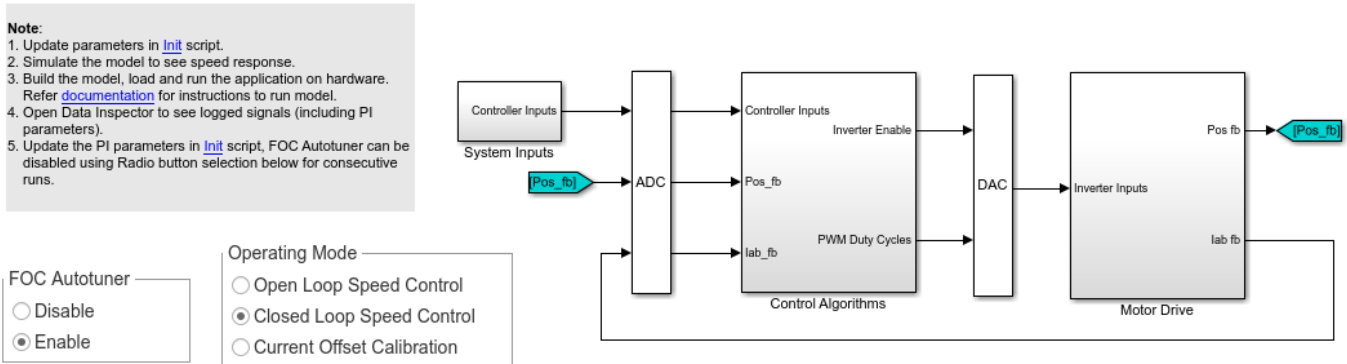 Note:
1. Update parameters in Init script.
2. Simulate the model to see speed response.
3. Build the model, load and run the application on hardware.
Refer documentation for instructions to run model.
4. Open Data Inspector to see logged signals (including PI
parameters).
5. Update the PI parameters in Init script, FOC Autotuner can be
disabled using Radio button selection below for consecutive
runs.
FOC Autotuner
Disable
Enable
Operating Mode
Open Loop Speed Control
Closed Loop Speed Control
Current Offset Calibration
Controller Inputs
System Inputs
[Pos_fb]
ADC
Controller Inputs
Pos_fb
Iab_fb
Inverter Enable
PWM Duty Cycles
Control Algorithms
DAC
Inverter Inputs
Pos fb
Iab fb
Motor Drive
[Pos_fb]